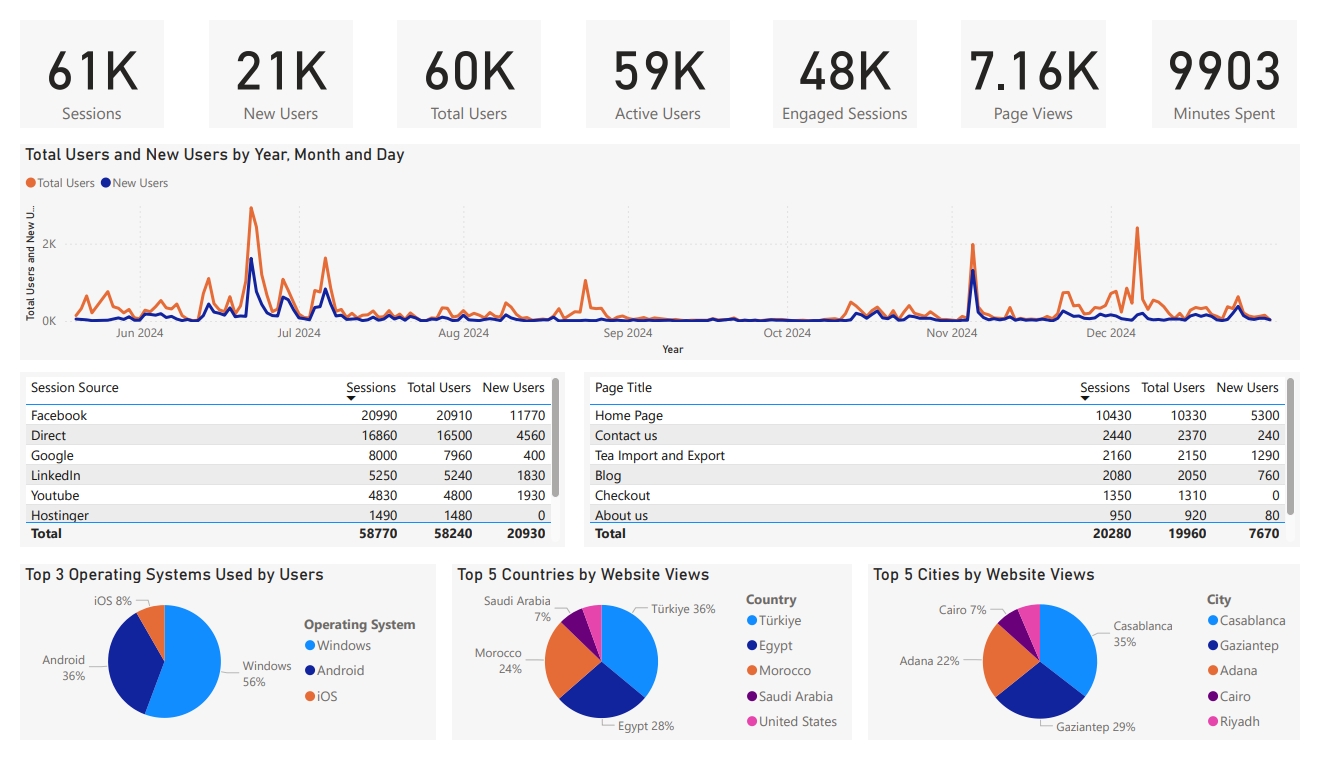 61K
Sessions
21K
New Users
60K
Total Users
59K
Active Users
48K
Engaged Sessions
7.16K
Page Views
9903
Minutes Spent
Total Users and New Users by Year, Month and Day
Total Users New Users
Total Users and New U...
2K
0K
Jun 2024 Jul 2024 Aug 2024 Sep 2024 Oct 2024 Nov 2024 Dec 2024
Year
Session Source Sessions Total Users New Users
Facebook 20990 20910 11770
Direct 16860 16500 4560
Google 8000 7960 400
LinkedIn 5250 5240 1830
Youtube 4830 4800 1930
Hostinger 1490 1480 0
Total 58770 58240 20930
Page Title Sessions Total Users New Users
Home Page 10430 10330 5300
Contact us 2440 2370 240
Tea Import and Export 2160 2150 1290
Blog 2080 2050 760
Checkout 1350 1310 0
About us 950 920 80
Total 20280 19960 7670
Top 3 Operating Systems Used by Users
iOS 8%
Android
36%
Windows
56%
Operating System
Windows
Android
iOS
Top 5 Countries by Website Views
Saudi Arabia
7%
Türkiye 36%
Morocco
24%
Egypt 28%
Country
Türkiye
Egypt
Morocco
Saudi Arabia
United States
Top 5 Cities by Website Views
Cairo 7%
Casablanca
35%
Adana 22%
Gaziantep 29%
City
Casablanca
Gaziantep
Adana
Cairo
Riyadh